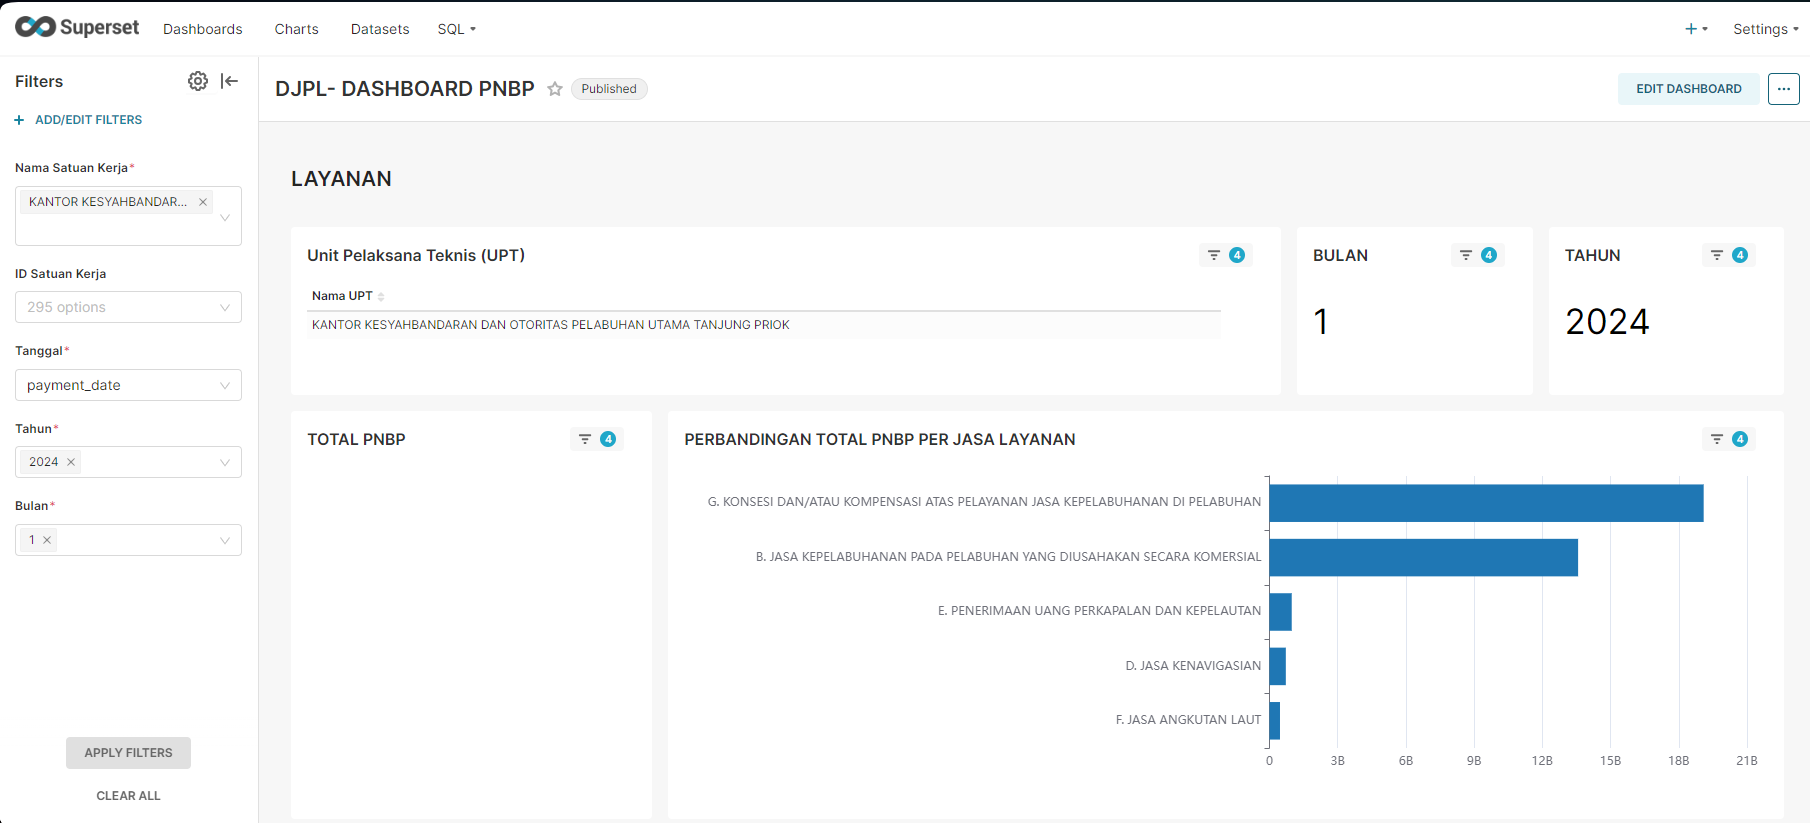 Superset Dashboards Charts Datasets SQL + Settings
Filters
+ ADD/EDIT FILTERS
Nama Satuan Kerja*
KANTOR KESYAHBANDAR... ×
ID Satuan Kerja
295 options
Tanggal*
payment_date
Tahun*
2024 ×
Bulan*
1 ×
APPLY FILTERS
CLEAR ALL
DJPL- DASHBOARD PNBP Published
EDIT DASHBOARD ...
LAYANAN
Unit Pelaksana Teknis (UPT) 4
Nama UPT
KANTOR KESYAHBANDARAN DAN OTORITAS PELABUHAN UTAMA TANJUNG PRIOK
BULAN 4
1
TAHUN 4
2024
TOTAL PNBP 4
PERBANDINGAN TOTAL PNBP PER JASA LAYANAN 4
G. KONSESI DAN/ATAU KOMPENSASI ATAS PELAYANAN JASA KEPELABUHANAN DI PELABUHAN
B. JASA KEPELABUHANAN PADA PELABUHAN YANG DIUSAHAKAN SECARA KOMERSIAL
E. PENERIMAAN UANG PERKAPALAN DAN KEPELAUTAN
D. JASA KENAVIGASIAN
F. JASA ANGKUTAN LAUT
0 3B 6B 9B 12B 15B 18B 21B